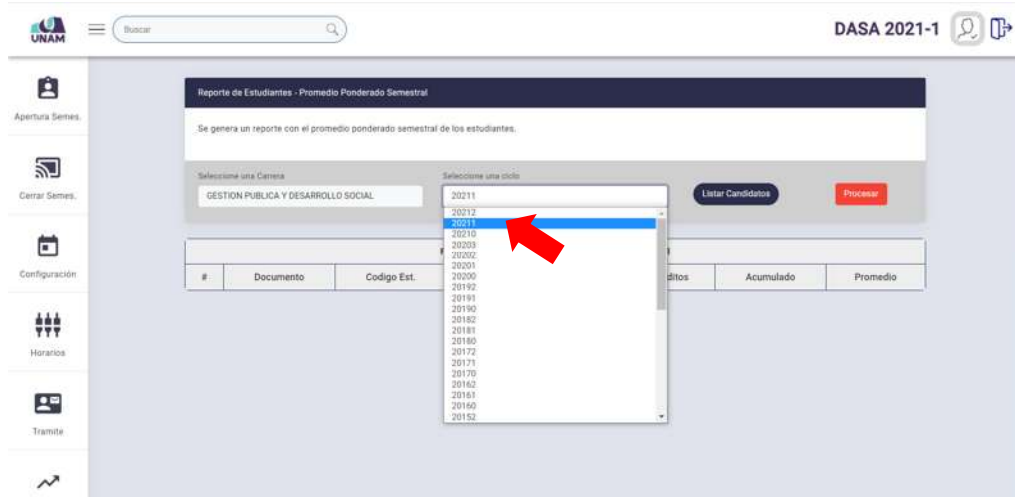 UNAM
Buscar
DASA 2021-1
Apertura Semes.
Cerrar Semes.
Configuración
Horarios
Tramite
Reporte de Estudiantes - Promedio Ponderado Semestral
Se genera un reporte con el promedio ponderado semestral de los estudiantes.
Seleccione una Carrera
Seleccione una ciclo
GESTION PUBLICA Y DESARROLLO SOCIAL
20211
Listar Candidatos
Procesar
20212
20211
20210
20203
20202
20201
20200
20192
20191
20190
20182
20181
20180
20172
20171
20170
20162
20161
20160
20152
# Documento Codigo Est. Acumulado Promedio